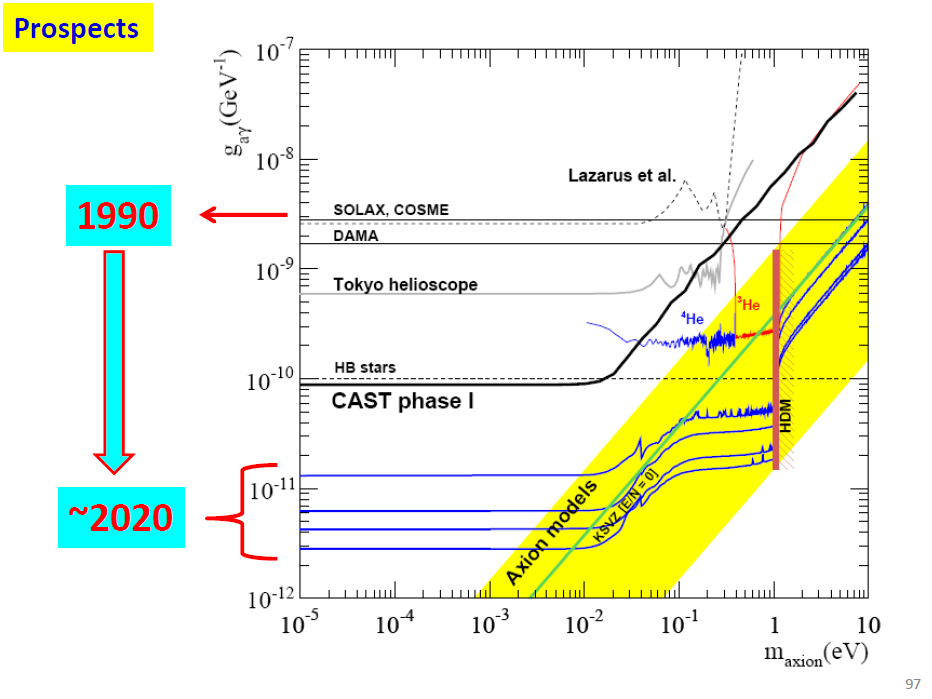 Prospects
g_aγ(GeV⁻¹)
10⁻⁷
10⁻⁸
Lazarus et al.
1990
SOLAX, COSME
DAMA
10⁻⁹
Tokyo helioscope
³He
⁴He
HB stars
10⁻¹⁰
CAST phase I
HDM
10⁻¹¹
~2020
Axion models
KSVZ [E/N = 0]
10⁻¹²
10⁻⁵ 10⁻⁴ 10⁻³ 10⁻² 10⁻¹ 1 10
m_axion(eV)
97